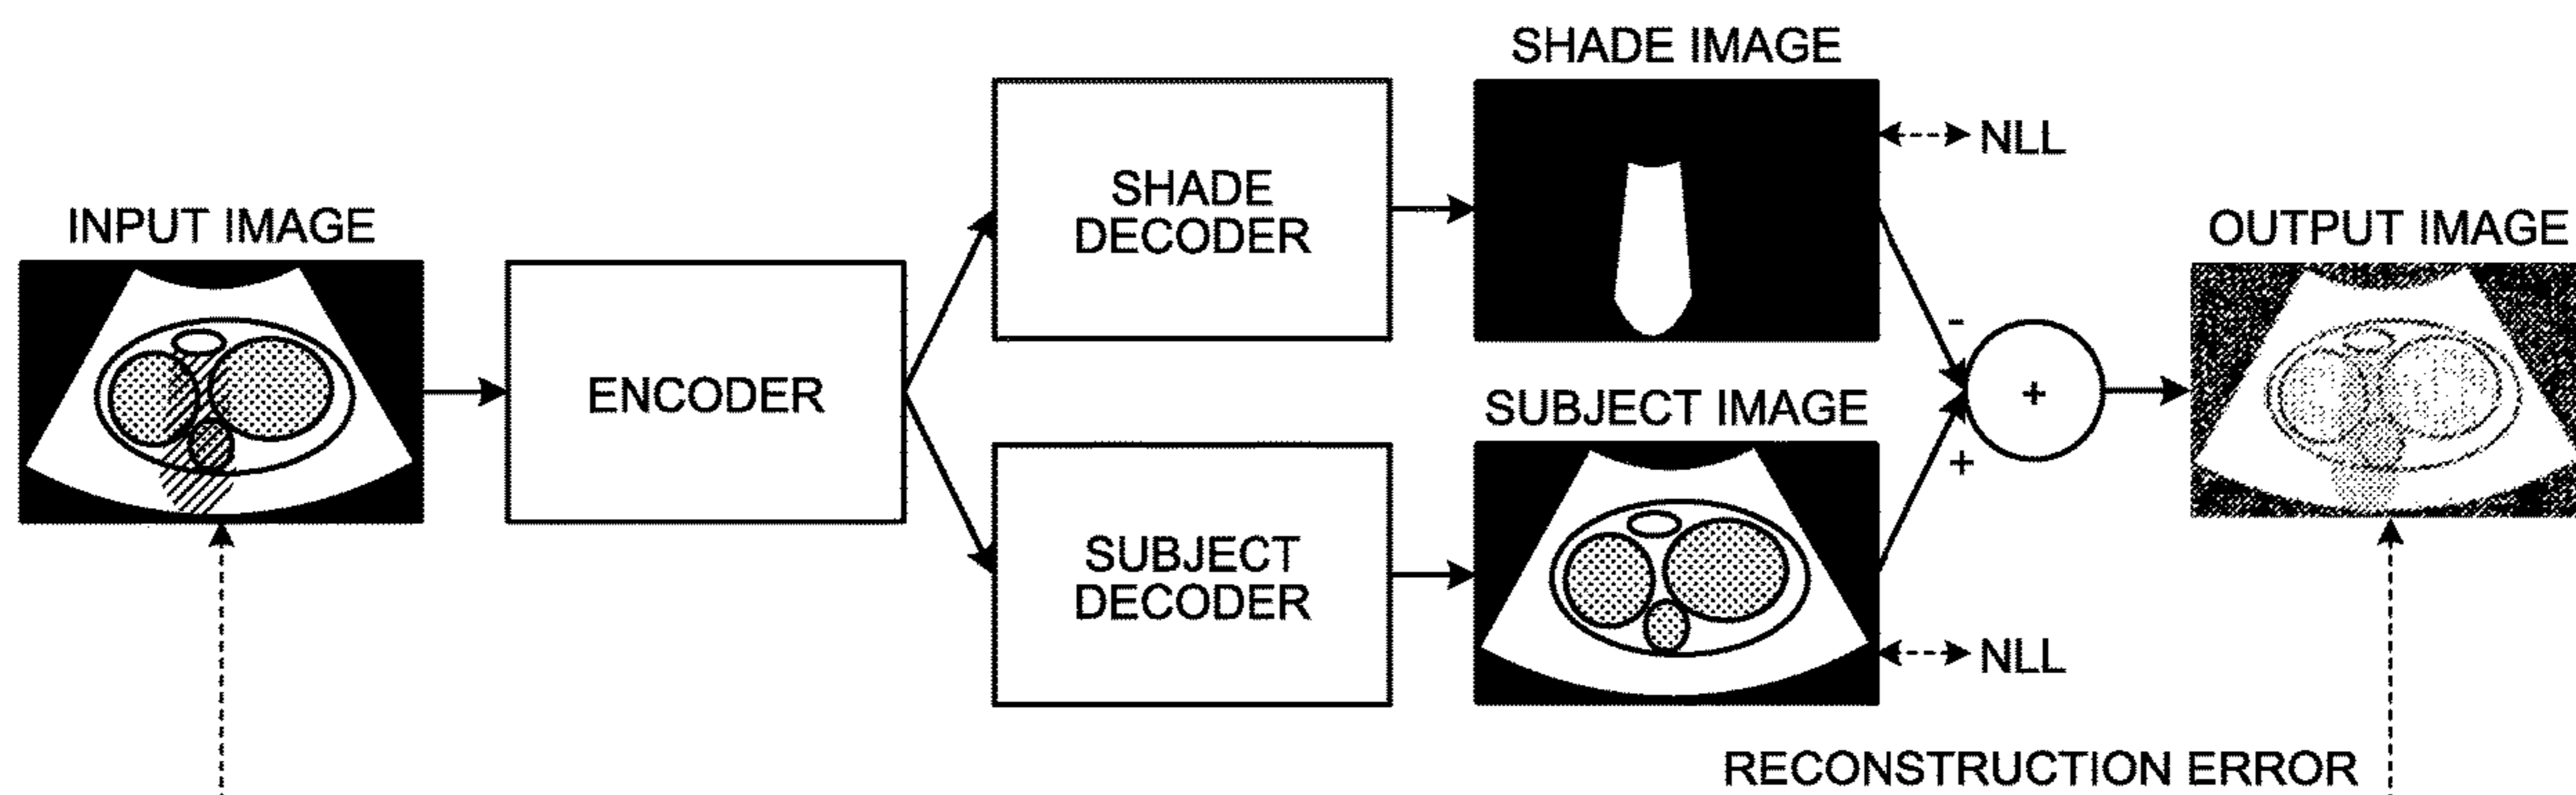 INPUT IMAGE
ENCODER
SHADE
DECODER
SUBJECT
DECODER
SHADE IMAGE
NLL
SUBJECT IMAGE
NLL
-
+
+
OUTPUT IMAGE
RECONSTRUCTION ERROR